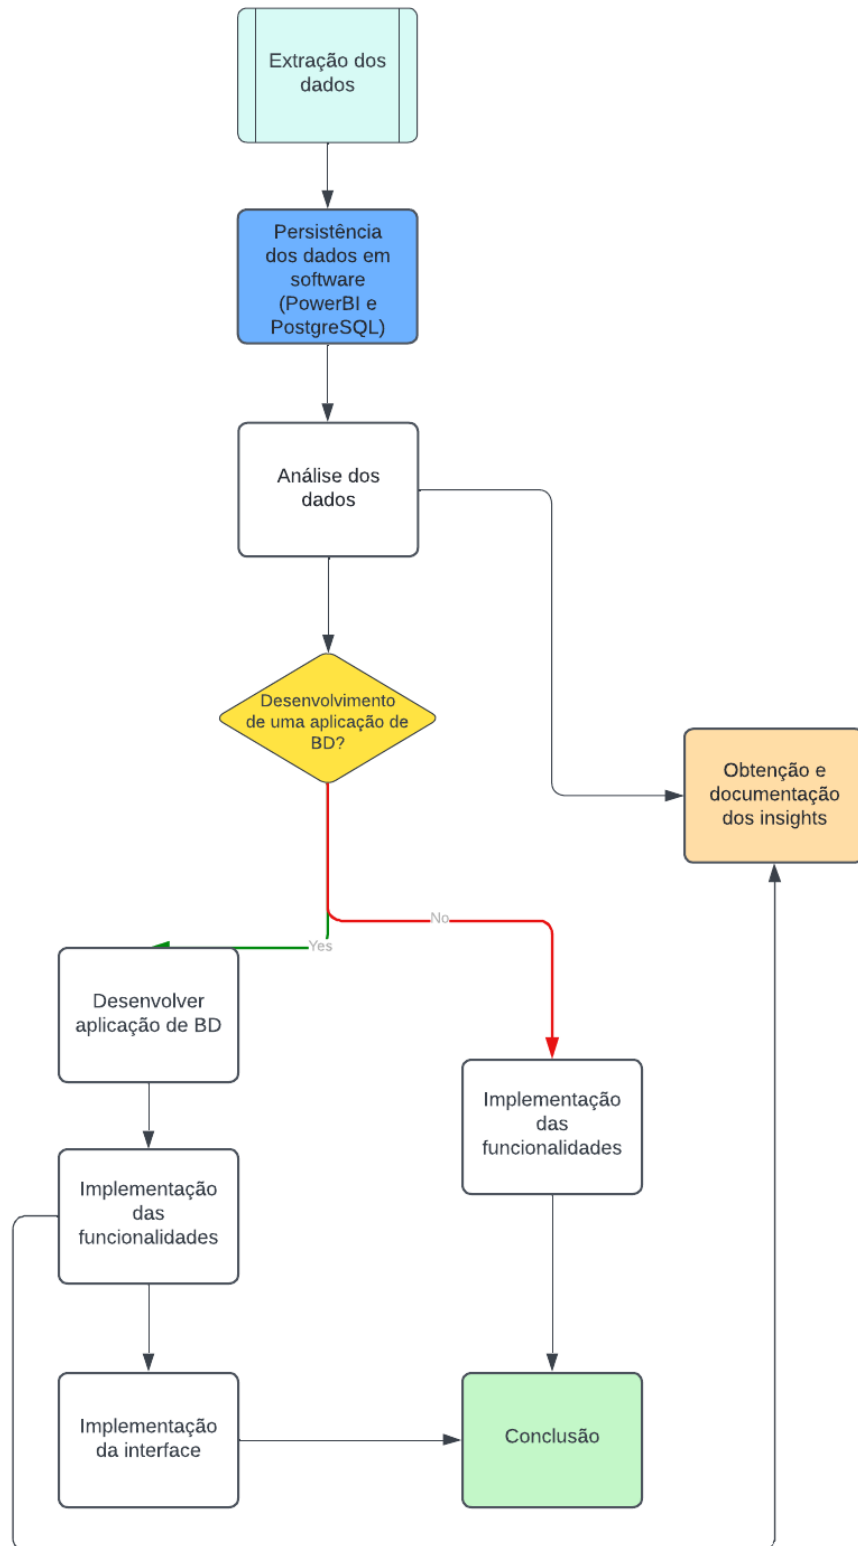 Extração dos
dados
Persistência
dos dados em
software
(PowerBI e
PostgreSQL)
Análise dos
dados
Desenvolvimento
de uma aplicação de
BD?
Obtenção e
documentação
dos insights
No
Yes
Desenvolver
aplicação de BD
Implementação
das
funcionalidades
Implementação
das
funcionalidades
Implementação
da interface
Conclusão